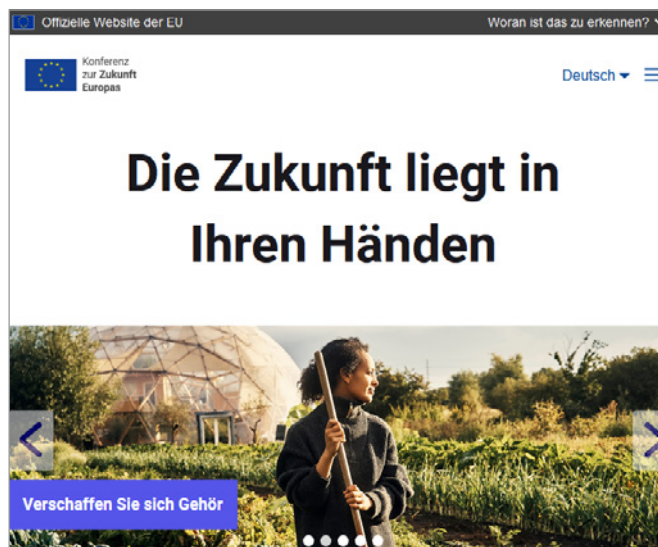 Offizielle Website der EU
Woran ist das zu erkennen?
Konferenz
zur Zukunft
Europas
Deutsch
Die Zukunft liegt in
Ihren Händen
Verschaffen Sie sich Gehör